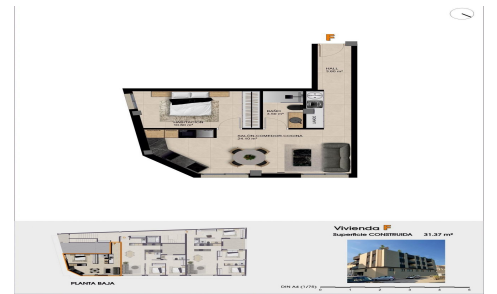 F
HALL
HABITACIÓN
BAÑO
SALÓN-COMEDOR-COCINA
Vivienda F
Superficie CONSTRUIDA 31.37 m²
PLANTA BAJA
DIN A4 (1/75)